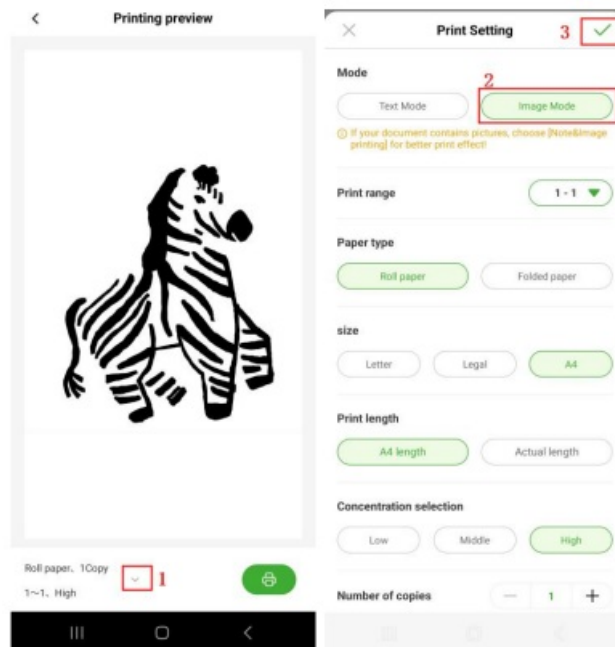 Printing preview
Roll paper、1Copy
1
1~1、High
Print Setting
3
Mode
2
Text Mode
Image Mode
If your document contains pictures, choose [Note&Image
printing] for better print effect!
Print range
1 - 1
Paper type
Roll paper
Folded paper
size
Letter
Legal
A4
Print length
A4 length
Actual length
Concentration selection
Low
Middle
High
Number of copies
1